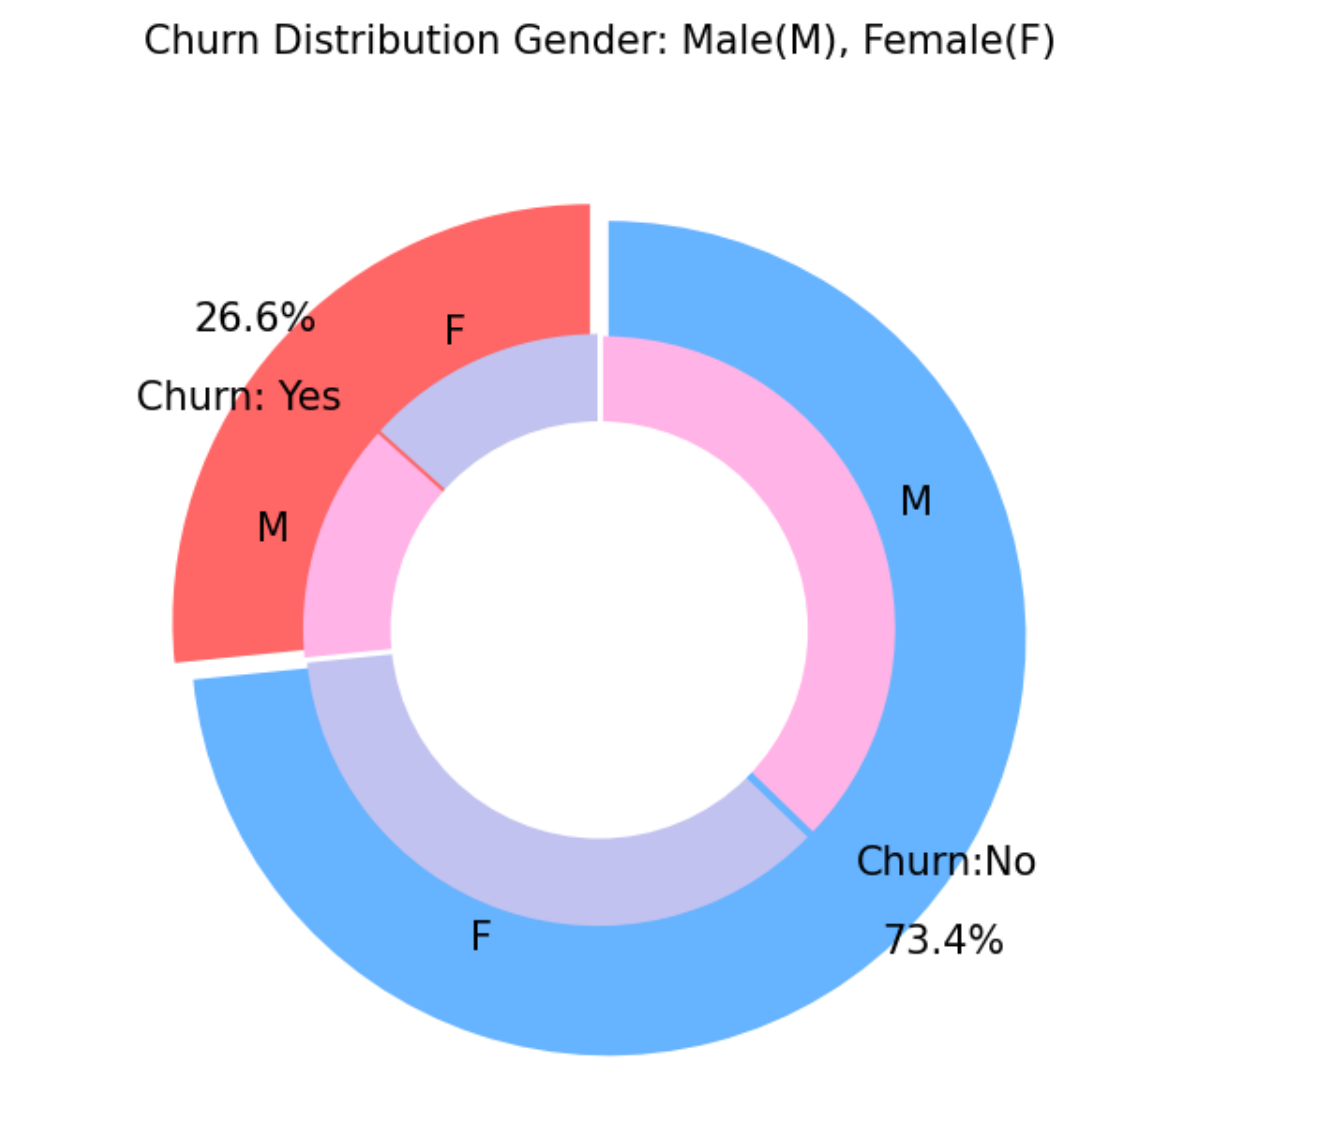 Churn Distribution Gender: Male(M), Female(F)
26.6%
F
Churn: Yes
M
M
Churn:No
F
73.4%